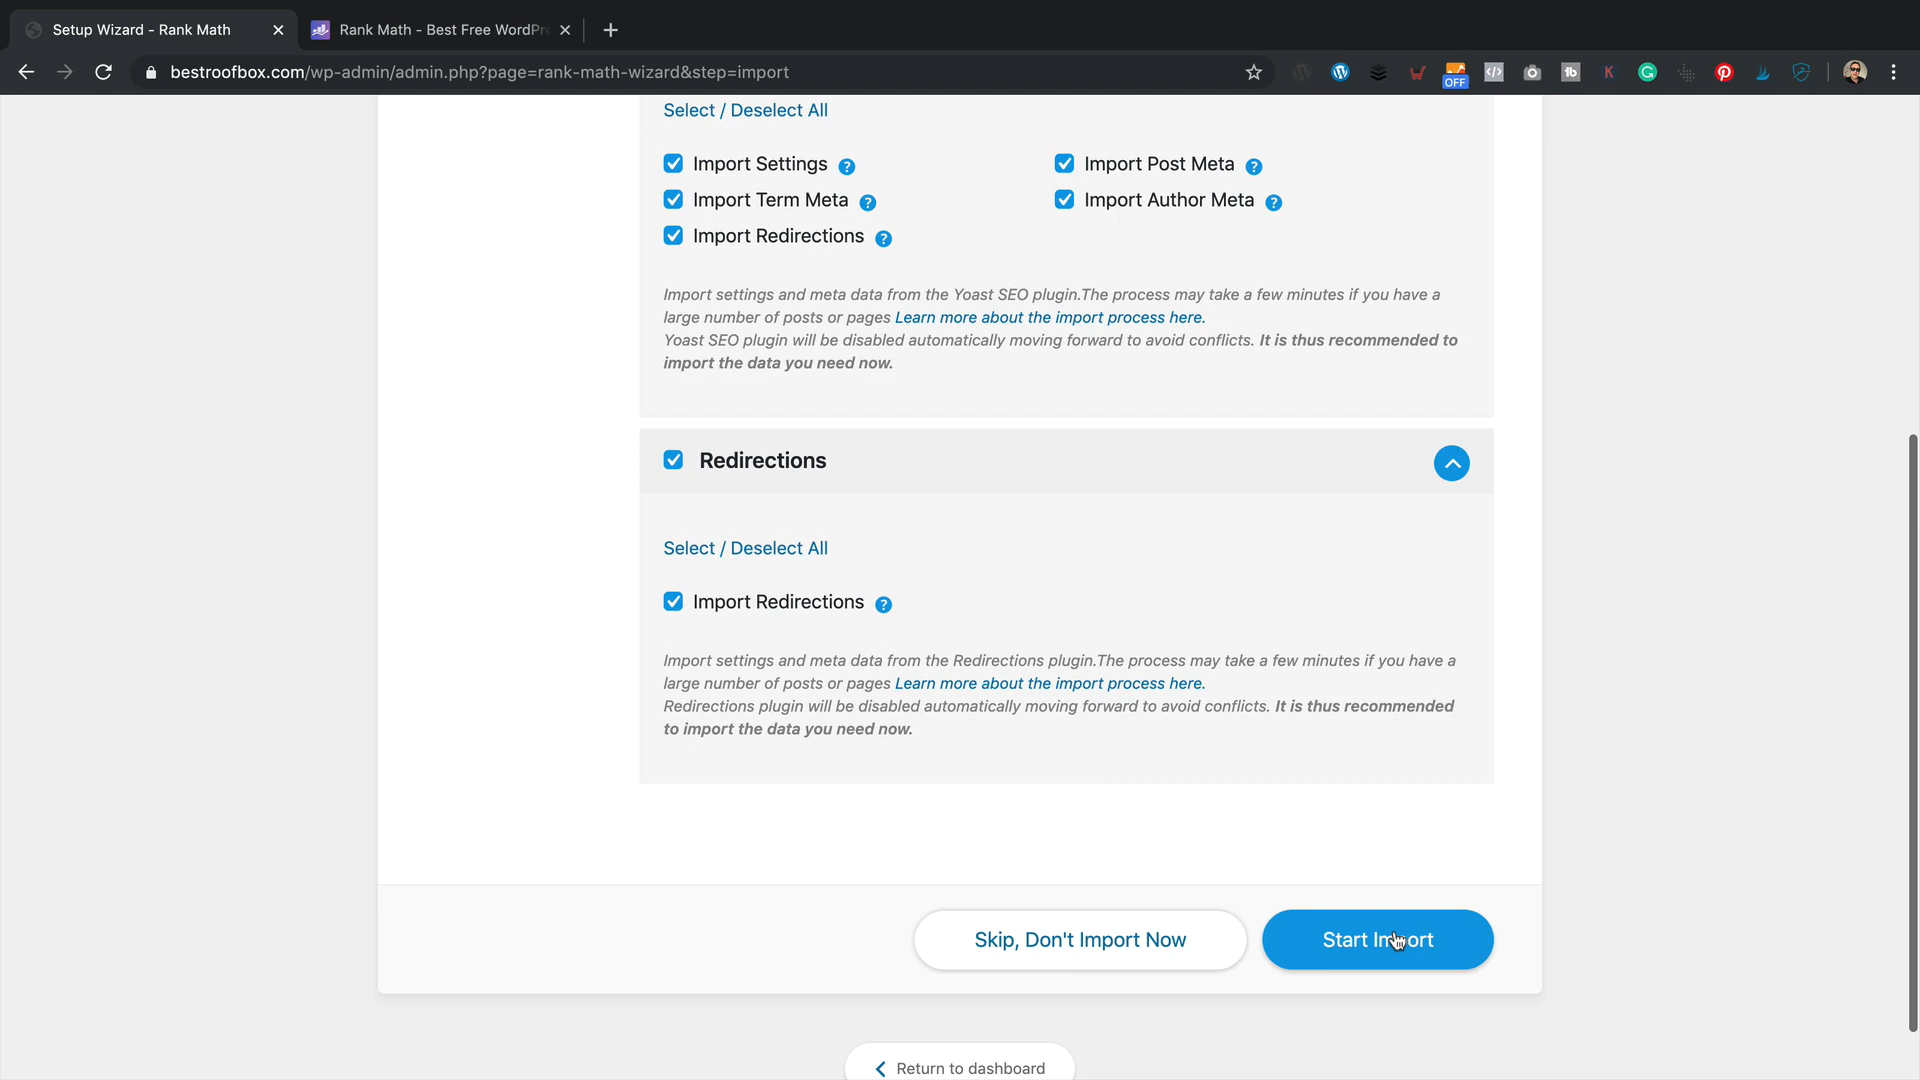 Setup Wizard - Rank Math
Rank Math - Best Free WordPr
bestroofbox.com/wp-admin/admin.php?page=rank-math-wizard&step=import
OFF
Select / Deselect All
Import Settings ?
Import Post Meta ?
Import Term Meta ?
Import Author Meta ?
Import Redirections ?
Import settings and meta data from the Yoast SEO plugin.The process may take a few minutes if you have a
large number of posts or pages Learn more about the import process here.
Yoast SEO plugin will be disabled automatically moving forward to avoid conflicts. It is thus recommended to
import the data you need now.
Redirections
Select / Deselect All
Import Redirections ?
Import settings and meta data from the Redirections plugin.The process may take a few minutes if you have a
large number of posts or pages Learn more about the import process here.
Redirections plugin will be disabled automatically moving forward to avoid conflicts. It is thus recommended
to import the data you need now.
Skip, Don't Import Now
Start Import
Return to dashboard